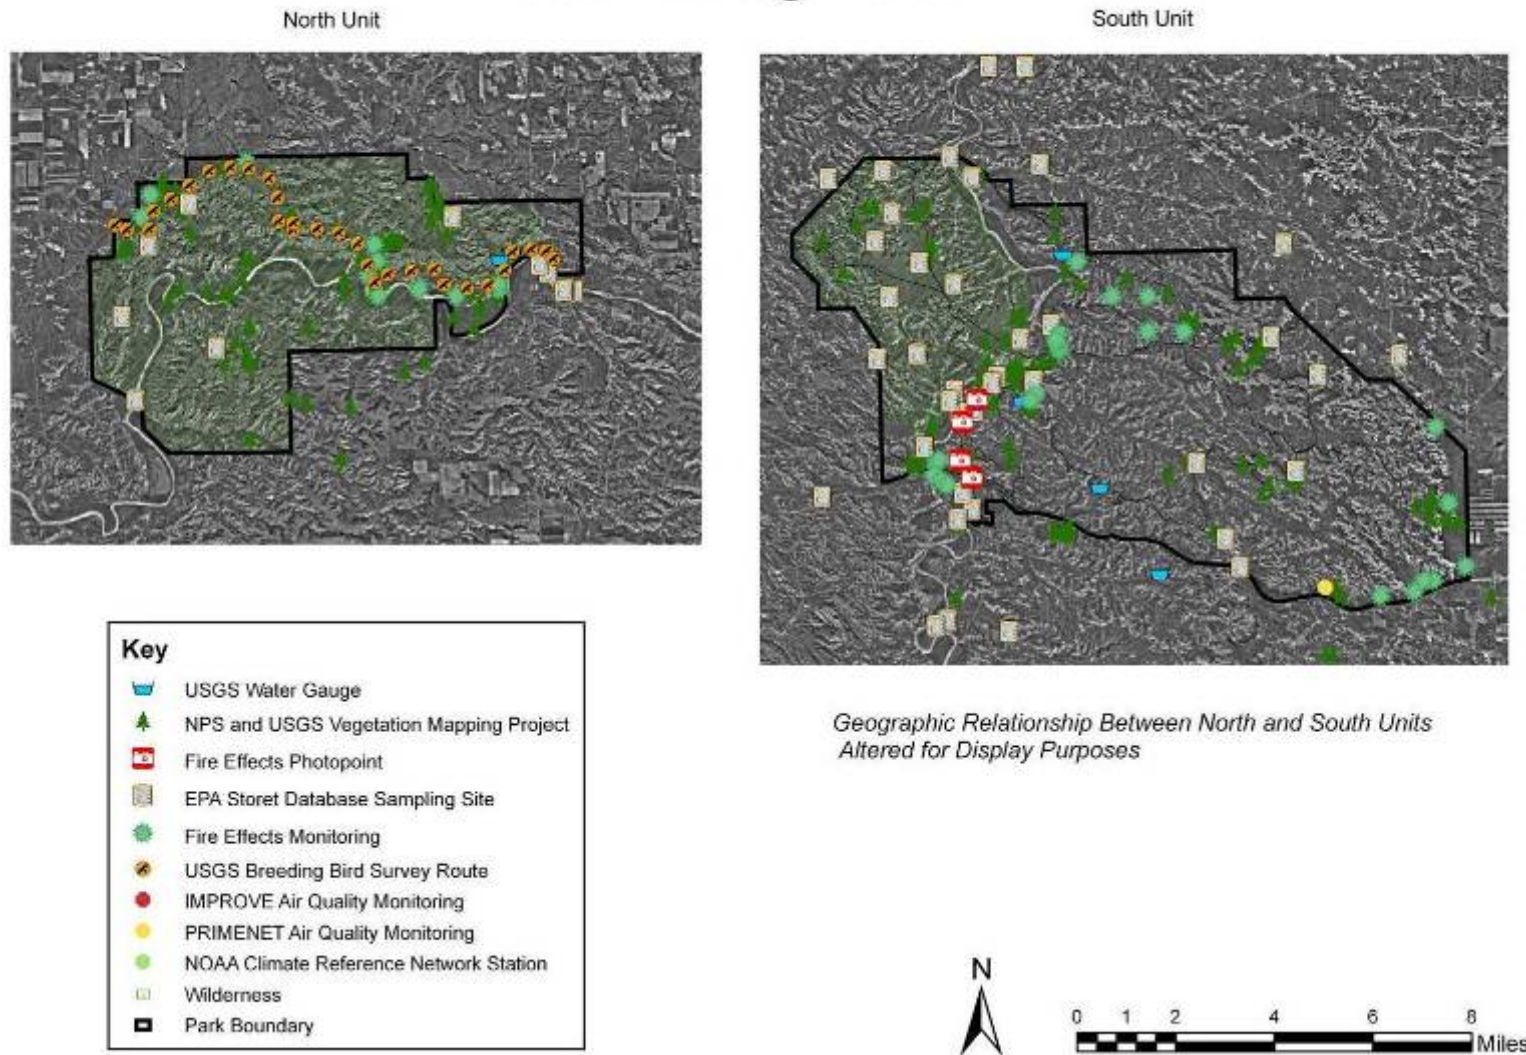 North Unit
South Unit
Key
USGS Water Gauge
NPS and USGS Vegetation Mapping Project
Fire Effects Photopoint
EPA Storet Database Sampling Site
Fire Effects Monitoring
USGS Breeding Bird Survey Route
IMPROVE Air Quality Monitoring
PRIMENET Air Quality Monitoring
NOAA Climate Reference Network Station
Wilderness
Park Boundary
Geographic Relationship Between North and South Units
Altered for Display Purposes
N
0 1 2 4 6 8
Miles